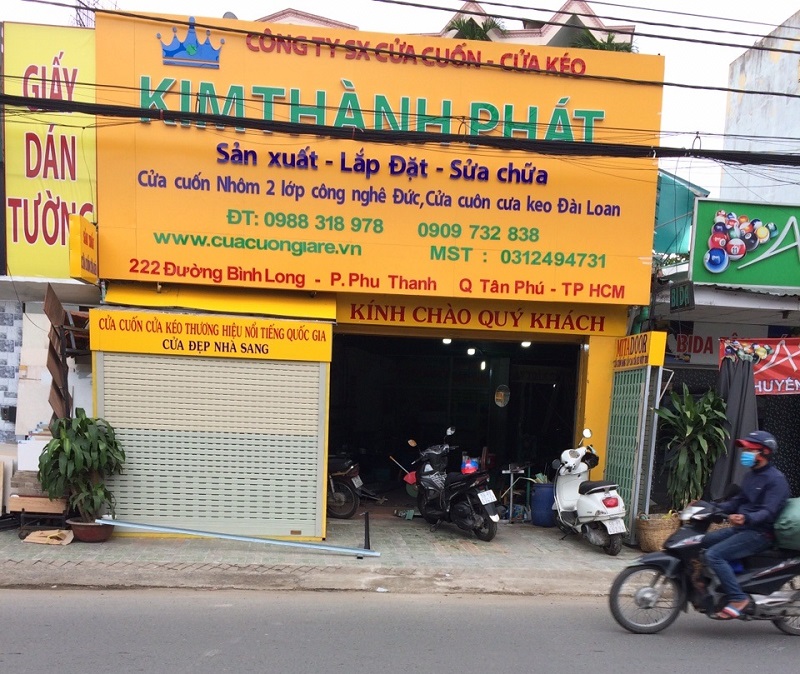 GIẤY
DÁN
TƯỜNG
CÔNG TY SX CỬA CUỐN - CỬA KÉO
KIM THÀNH PHÁT
Sản xuất - Lắp Đặt - Sửa chữa
Cửa cuốn Nhôm 2 lớp công nghê Đức,Cửa cuôn cưa keo Đài Loan
ĐT: 0988 318 978 0909 732 838
www.cuacuongiare.vn MST : 0312494731
222 Đường Bình Long - P. Phu Thanh Q Tân Phú - TP HCM
KÍNH CHÀO QUÝ KHÁCH
CỬA CUỐN CỬA KÉO THƯƠNG HIỆU NỔI TIẾNG QUỐC GIA
CỬA ĐẸP NHÀ SANG
MITADOOR
BIDA
BIDA